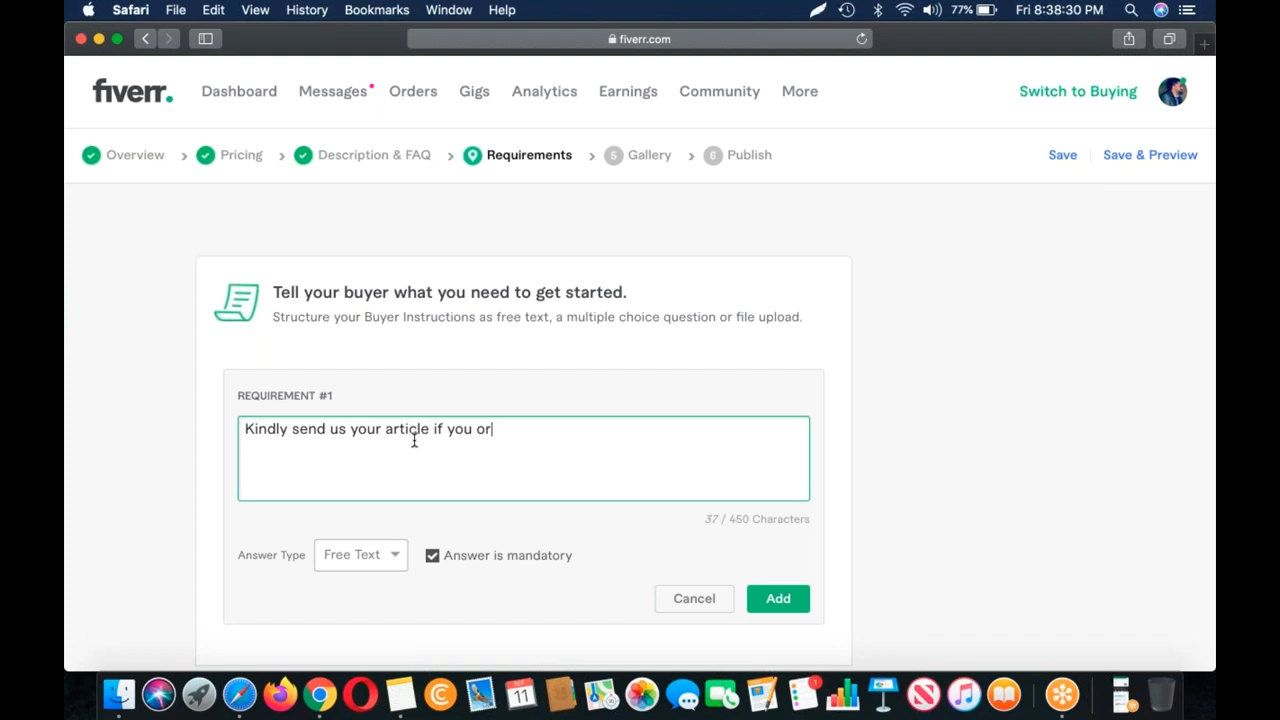 Safari File Edit View History Bookmarks Window Help 77% Fri 8:38:30 PM
fiverr.com
fiverr. Dashboard Messages Orders Gigs Analytics Earnings Community More Switch to Buying
Overview > Pricing > Description & FAQ > Requirements > 5 Gallery > 6 Publish Save Save & Preview
Tell your buyer what you need to get started.
Structure your Buyer Instructions as free text, a multiple choice question or file upload.
REQUIREMENT #1
Kindly send us your article if you or
37 / 450 Characters
Answer Type Free Text Answer is mandatory
Cancel Add